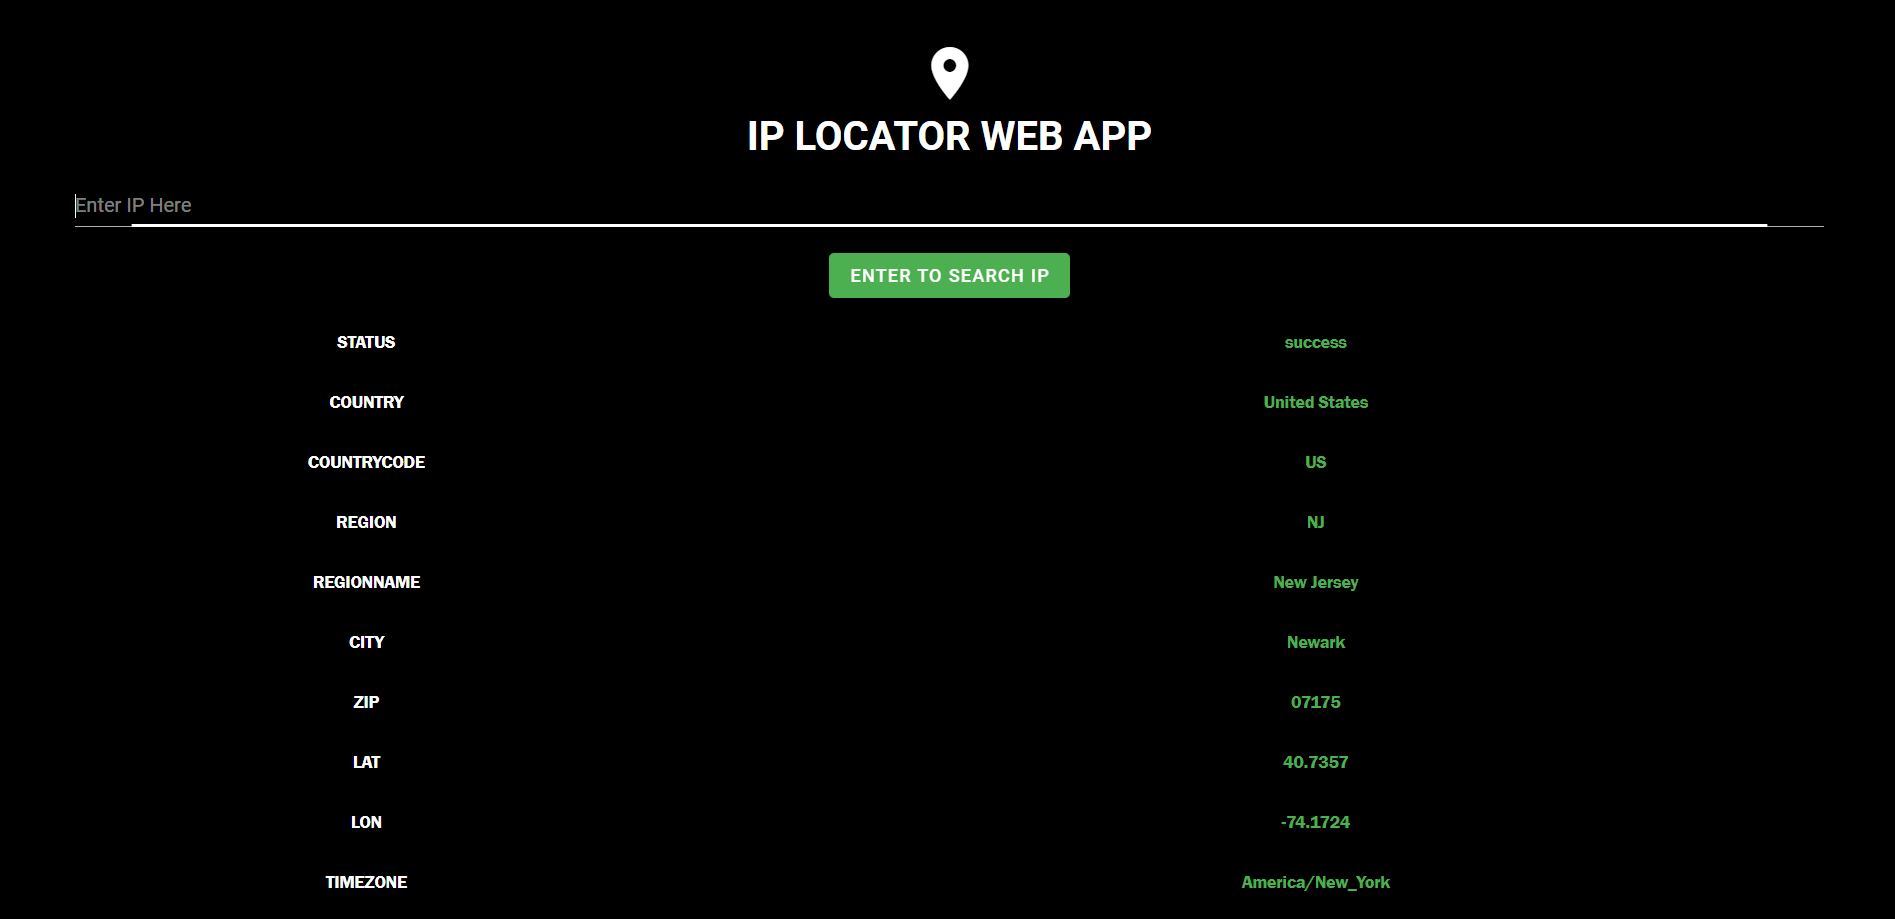 IP LOCATOR WEB APP
Enter IP Here
ENTER TO SEARCH IP
STATUS success
COUNTRY United States
COUNTRYCODE US
REGION NJ
REGIONNAME New Jersey
CITY Newark
ZIP 07175
LAT 40.7357
LON -74.1724
TIMEZONE America/New_York